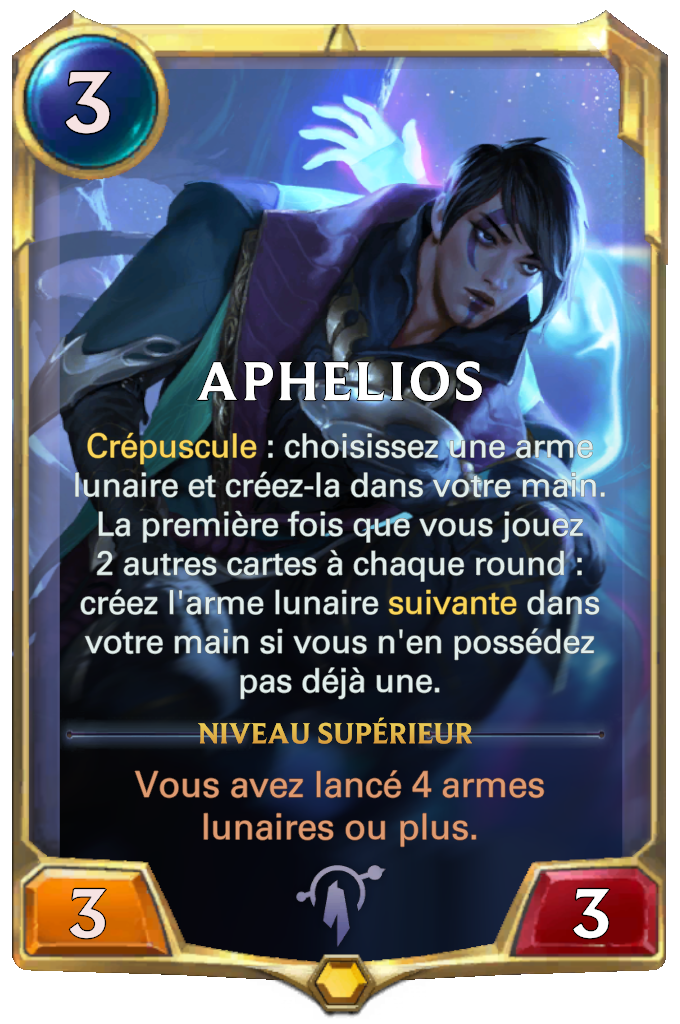 3
APHELIOS
Crépuscule : choisissez une arme
lunaire et créez-la dans votre main.
La première fois que vous jouez
2 autres cartes à chaque round :
créez l'arme lunaire suivante dans
votre main si vous n'en possédez
pas déjà une.
NIVEAU SUPÉRIEUR
Vous avez lancé 4 armes
lunaires ou plus.
3
3